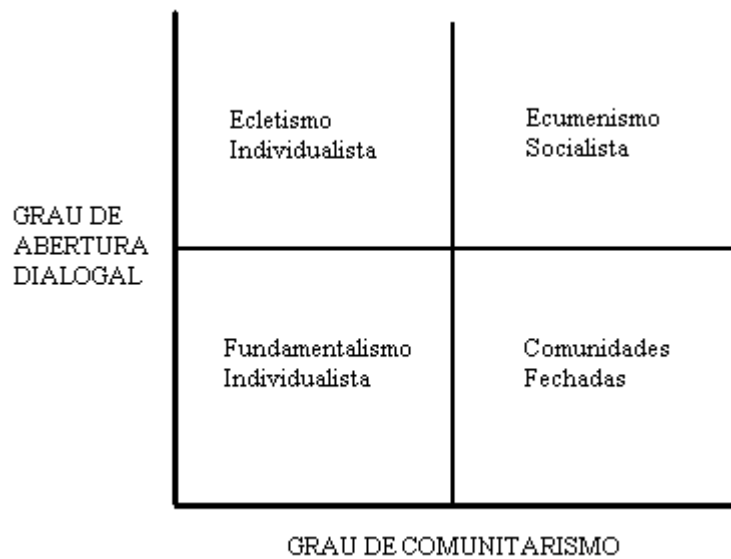 Ecletismo
Individualista
Ecumenismo
Socialista
GRAU DE
ABERTURA
DIALOGAL
Fundamentalismo
Individualista
Comunidades
Fechadas
GRAU DE COMUNITARISMO